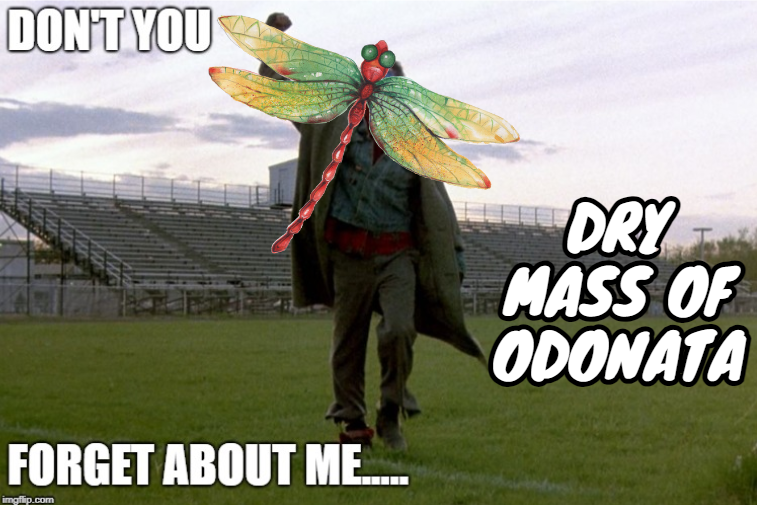 DON'T YOU
DRY
MASS OF
ODONATA
FORGET ABOUT ME.....
imgflip.com